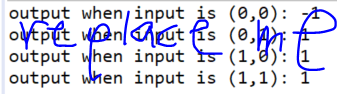 output when input is (0,0): -1
output when input is (0,1): 1
output when input is (1,0): 1
output when input is (1,1): 1
replace me